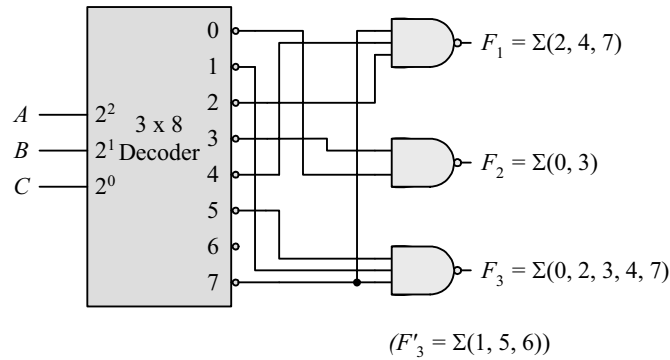 0
F₁ = Σ(2, 4, 7)
1
2
A 2²
3 x 8
3
B 2¹
Decoder
F₂ = Σ(0, 3)
4
C 2⁰
5
6
7
F₃ = Σ(0, 2, 3, 4, 7)
(F′₃ = Σ(1, 5, 6))